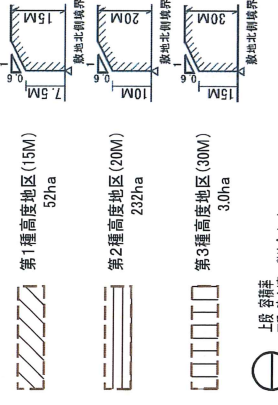 第1種高度地区(15M)
52ha
1
0.6
7.5M
15M
敷地北側境界
第2種高度地区(20M)
232ha
1
0.6
10M
20M
敷地北側境界
第3種高度地区(30M)
3.0ha
1
0.6
15M
30M
敷地北側境界
上段 容積率